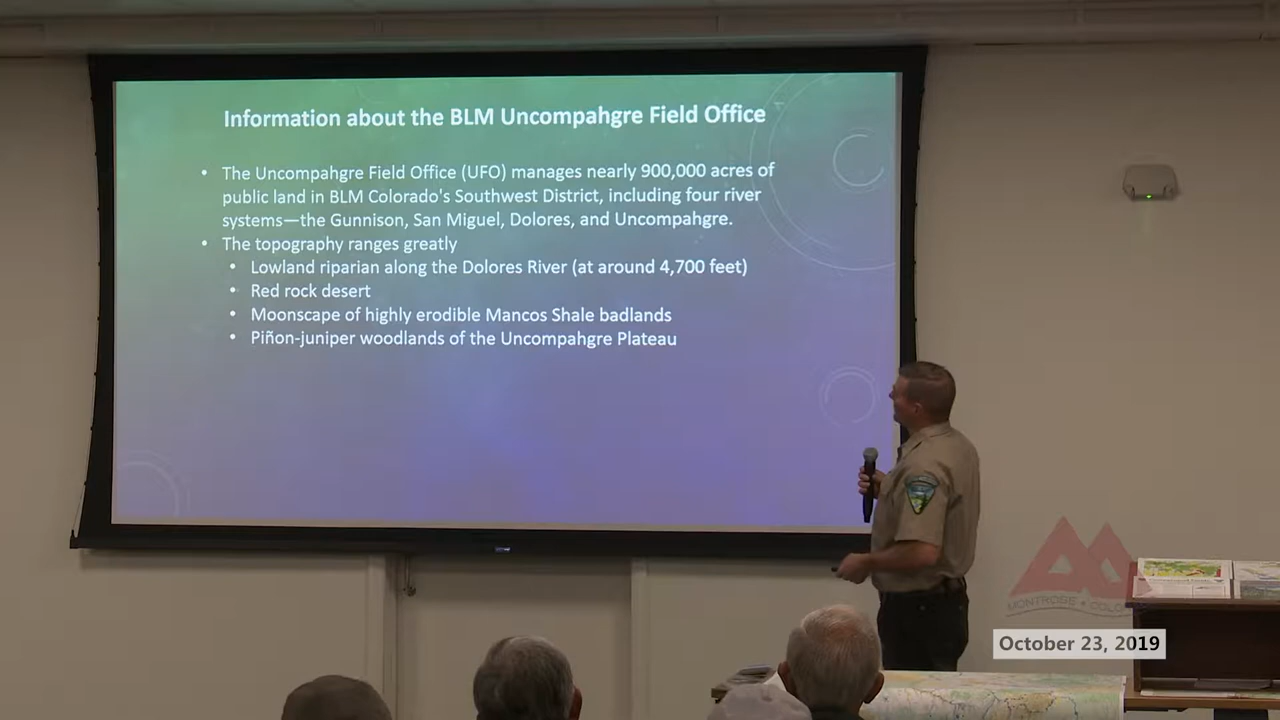 Information about the BLM Uncompahgre Field Office
• The Uncompahgre Field Office (UFO) manages nearly 900,000 acres of
public land in BLM Colorado's Southwest District, including four river
systems—the Gunnison, San Miguel, Dolores, and Uncompahgre.
• The topography ranges greatly
• Lowland riparian along the Dolores River (at around 4,700 feet)
• Red rock desert
• Moonscape of highly erodible Mancos Shale badlands
• Piñon-juniper woodlands of the Uncompahgre Plateau
MONTROSE
October 23, 2019